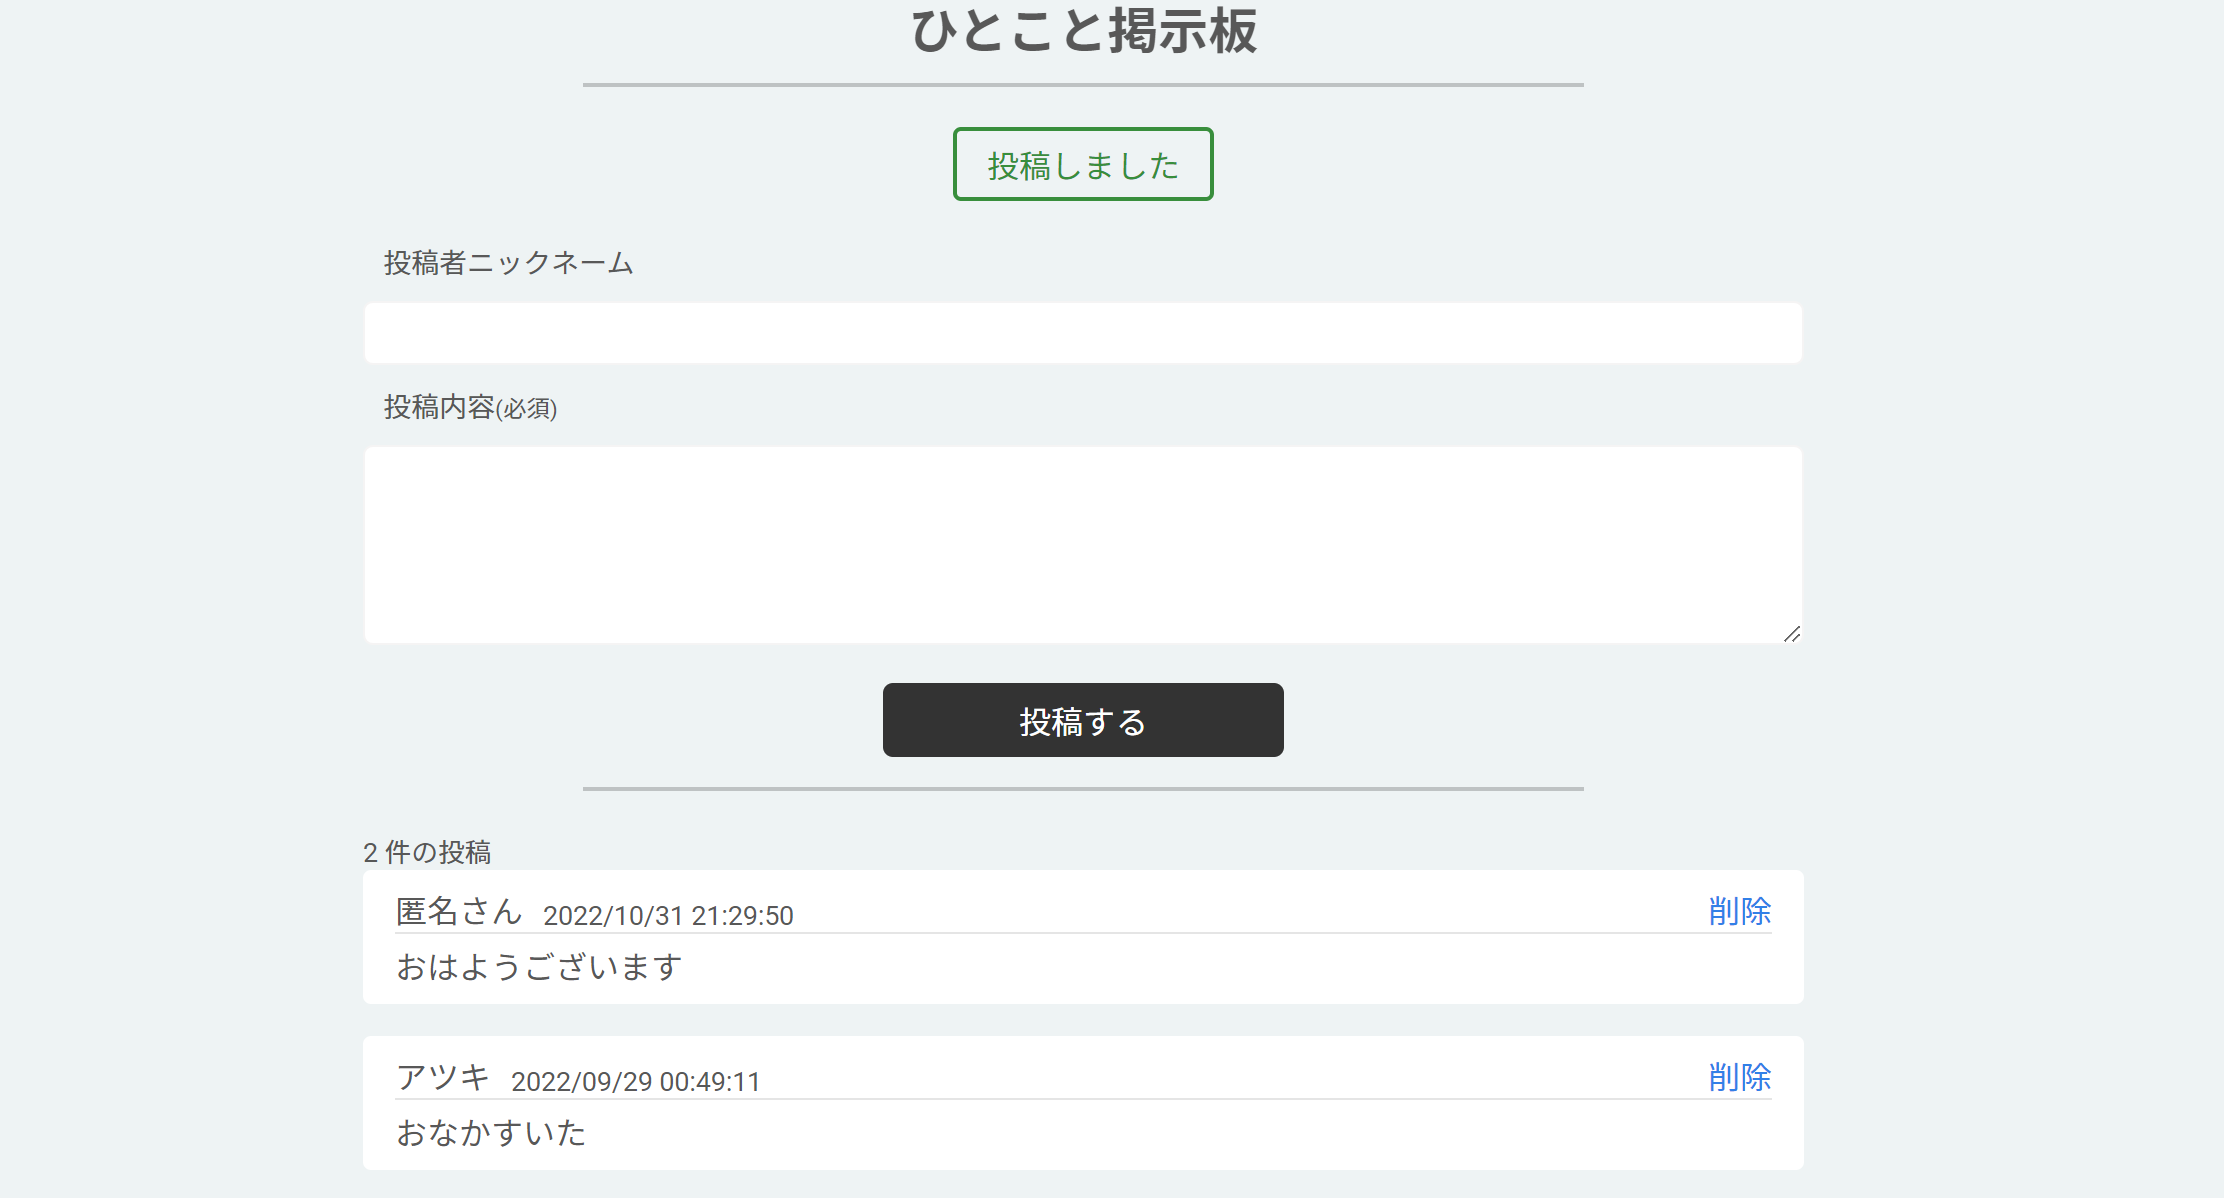 ひとこと掲示板
投稿しました
投稿者ニックネーム
投稿内容(必須)
投稿する
2 件の投稿
匿名さん 2022/10/31 21:29:50 削除
おはようございます
アツキ 2022/09/29 00:49:11 削除
おなかすいた